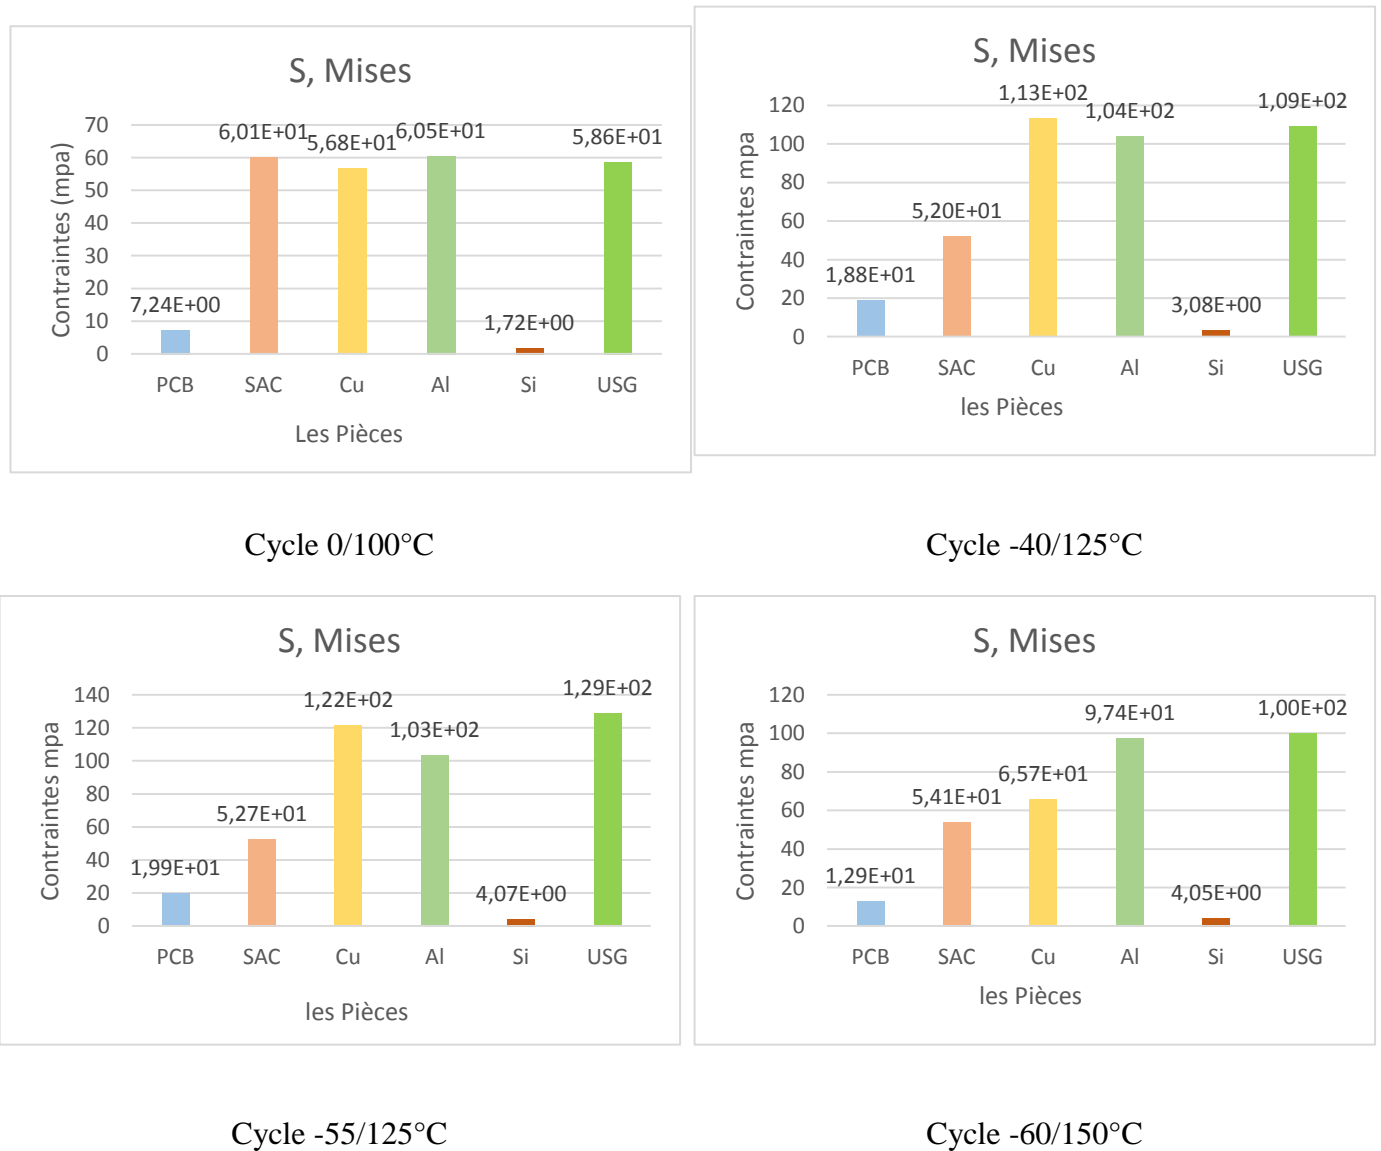 S, Mises
Contraintes (mpa)
70
60
50
40
30
20
10
0
7,24E+00
6,01E+01
5,68E+01
6,05E+01
1,72E+00
5,86E+01
PCB SAC Cu Al Si USG
Les Pièces
S, Mises
Contraintes mpa
120
100
80
60
40
20
0
1,88E+01
5,20E+01
1,13E+02
1,04E+02
3,08E+00
1,09E+02
PCB SAC Cu Al Si USG
les Pièces
Cycle 0/100°C
Cycle -40/125°C
S, Mises
Contraintes mpa
140
120
100
80
60
40
20
0
1,99E+01
5,27E+01
1,22E+02
1,03E+02
4,07E+00
1,29E+02
PCB SAC Cu Al Si USG
les Pièces
S, Mises
Contraintes mpa
120
100
80
60
40
20
0
1,29E+01
5,41E+01
6,57E+01
9,74E+01
4,05E+00
1,00E+02
PCB SAC Cu Al Si USG
les Pièces
Cycle -55/125°C
Cycle -60/150°C